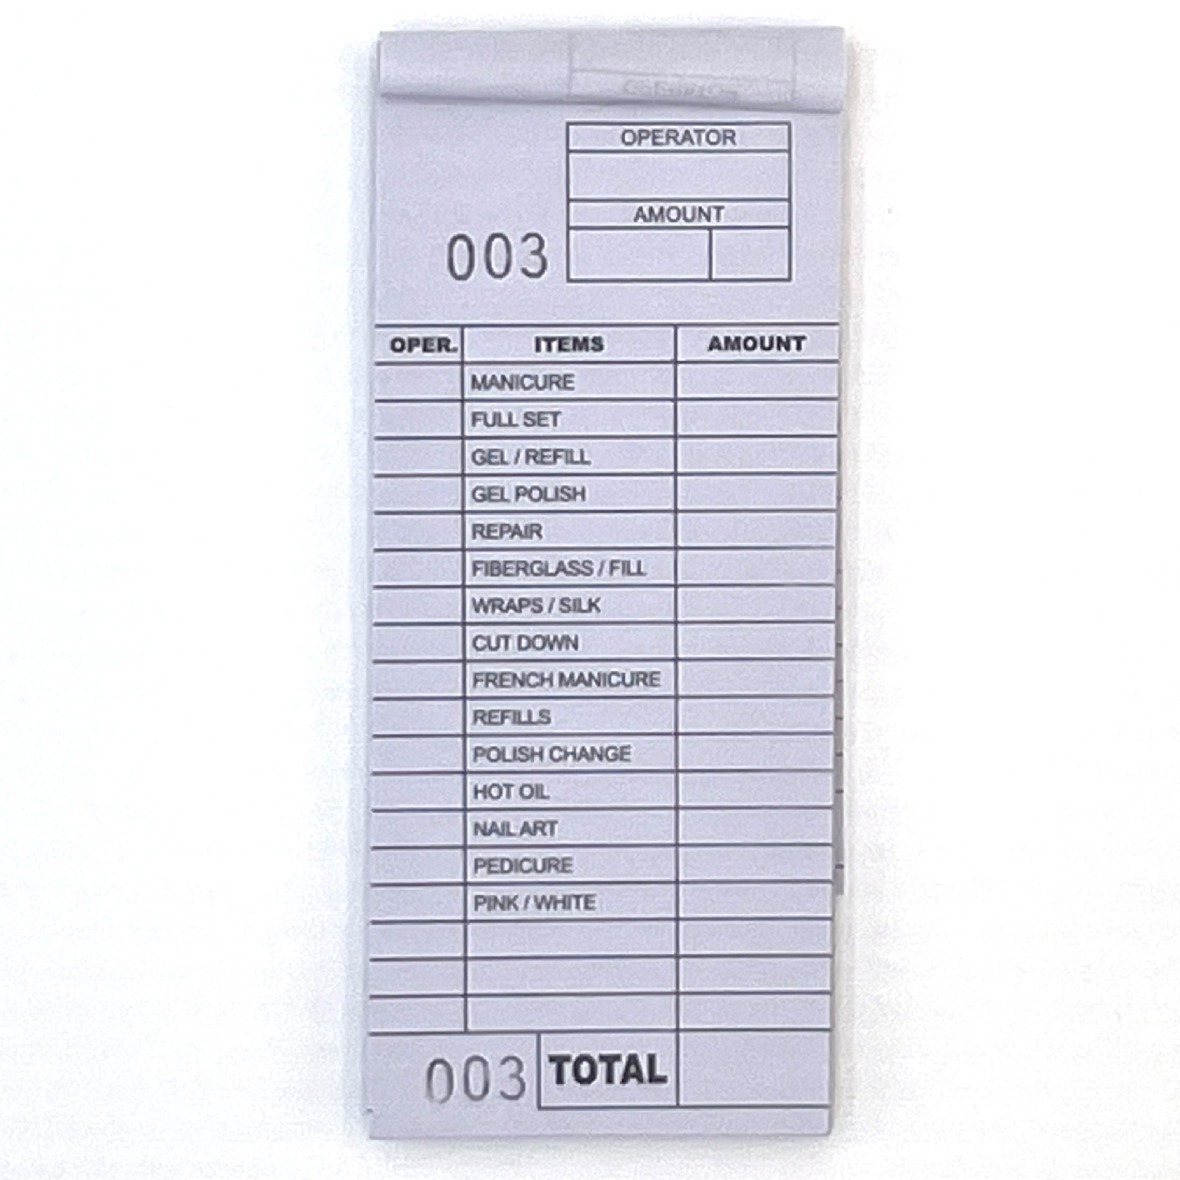 OPERATOR
AMOUNT
003
OPER. ITEMS AMOUNT
MANICURE
FULL SET
GEL / REFILL
GEL POLISH
REPAIR
FIBERGLASS / FILL
WRAPS / SILK
CUT DOWN
FRENCH MANICURE
REFILLS
POLISH CHANGE
HOT OIL
NAIL ART
PEDICURE
PINK / WHITE
003 TOTAL